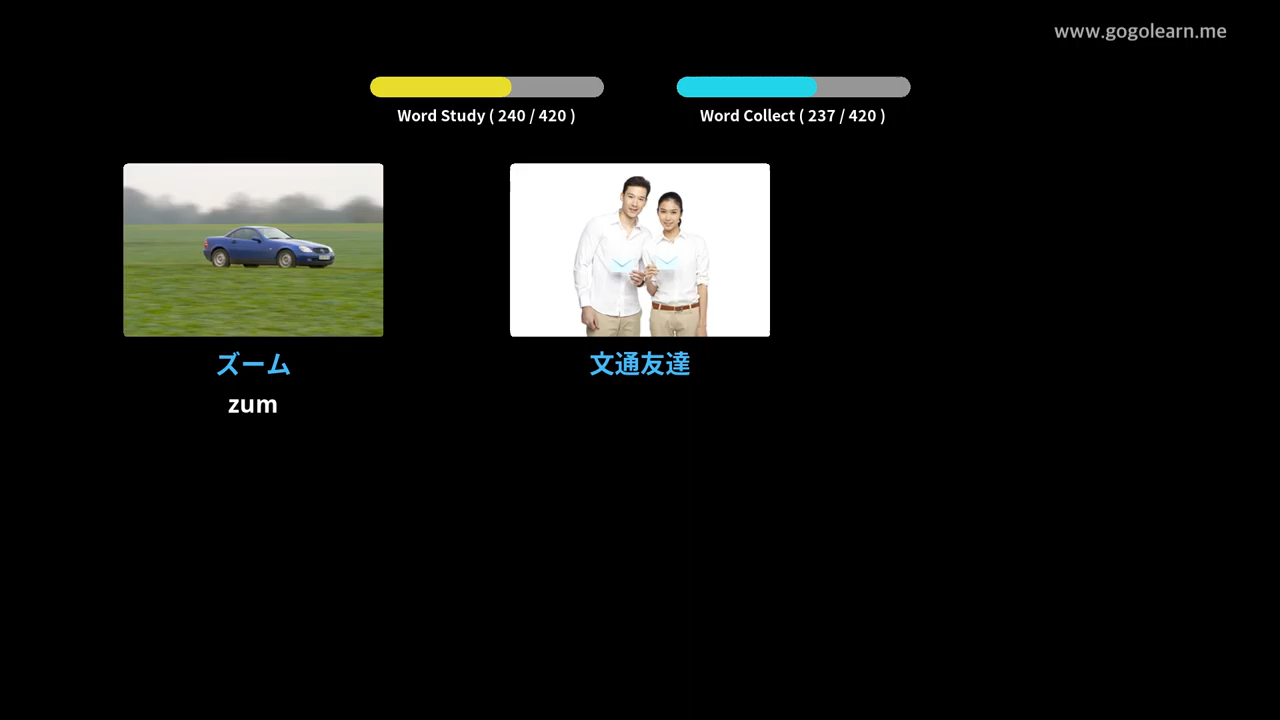 www.gogolearn.me
Word Study ( 240 / 420 )
Word Collect ( 237 / 420 )
ズーム
文通友達
zum